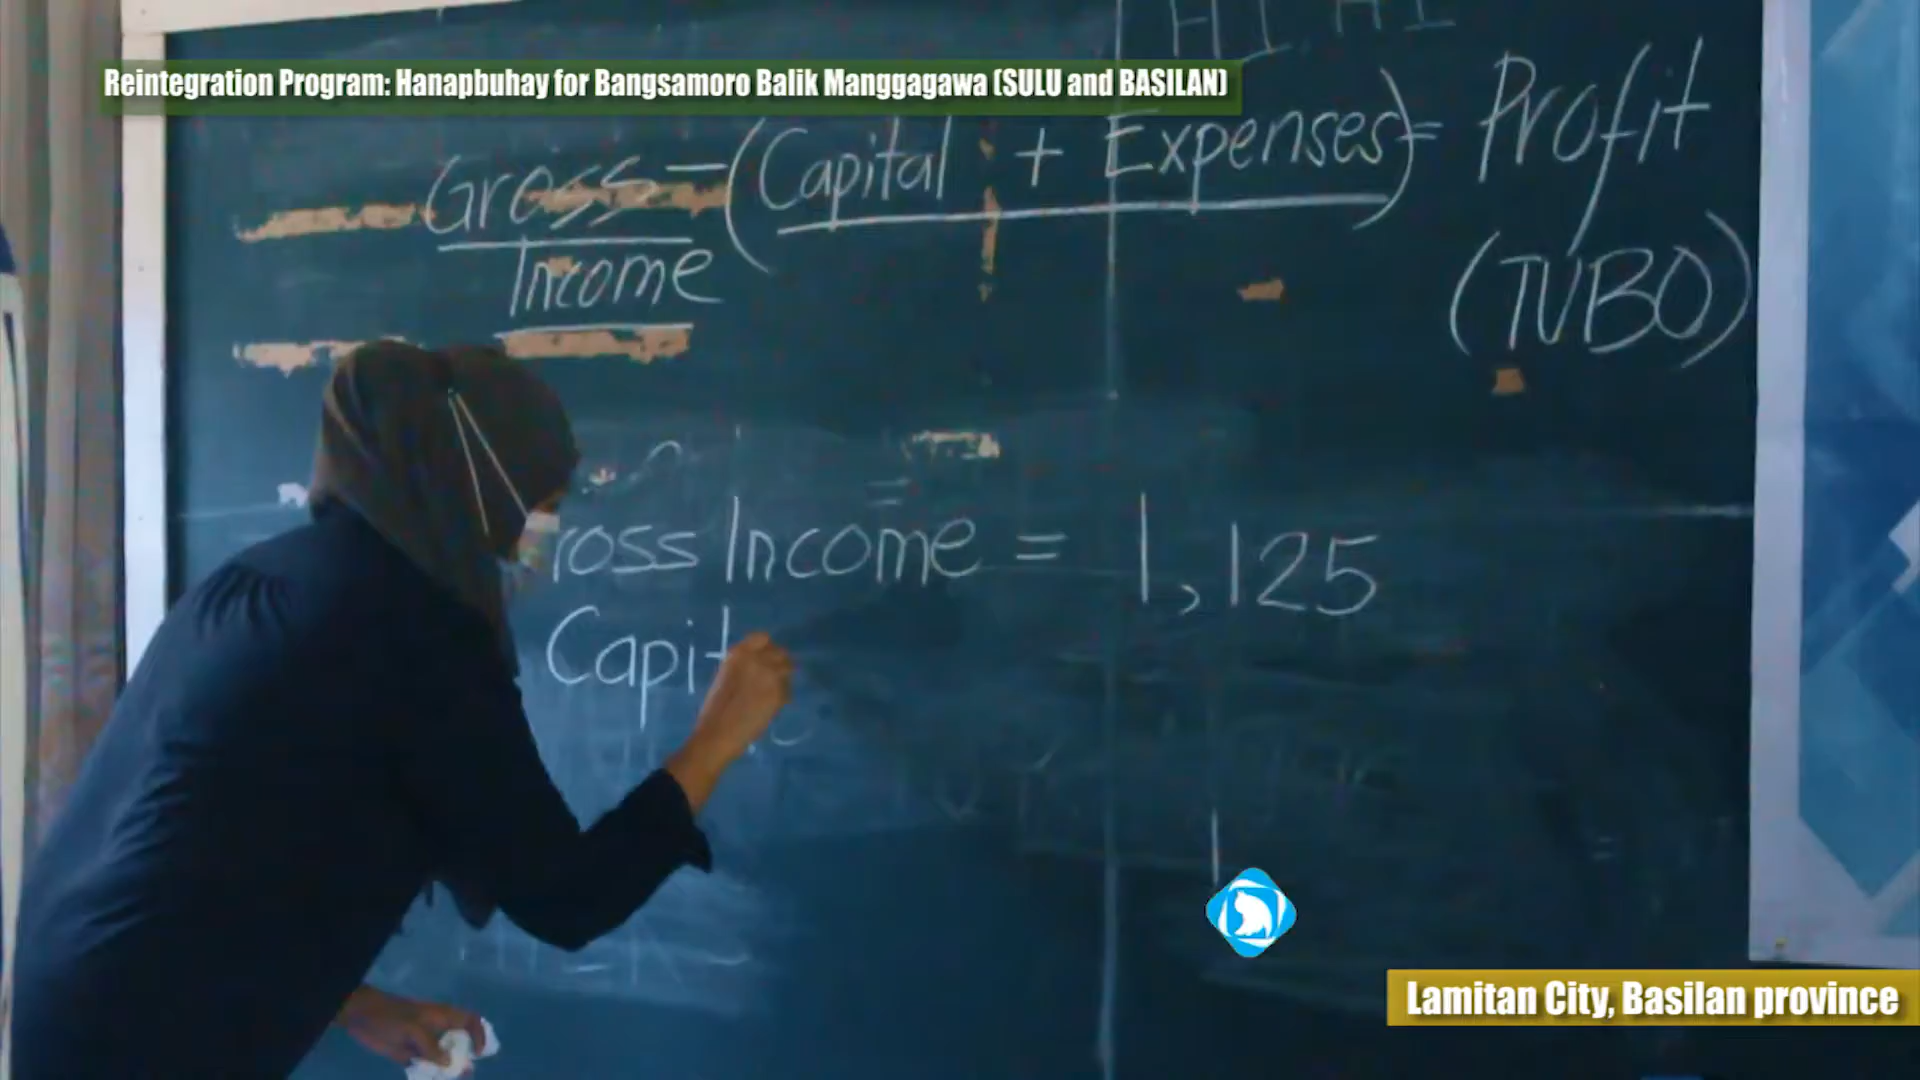 Reintegration Program: Hanapbuhay for Bangsamoro Balik Manggagawa (SULU and BASILAN)
Gross - (Capital + Expenses) = Profit
Income
(TUBO)
ross Income = 1,125
Capit
Lamitan City, Basilan province